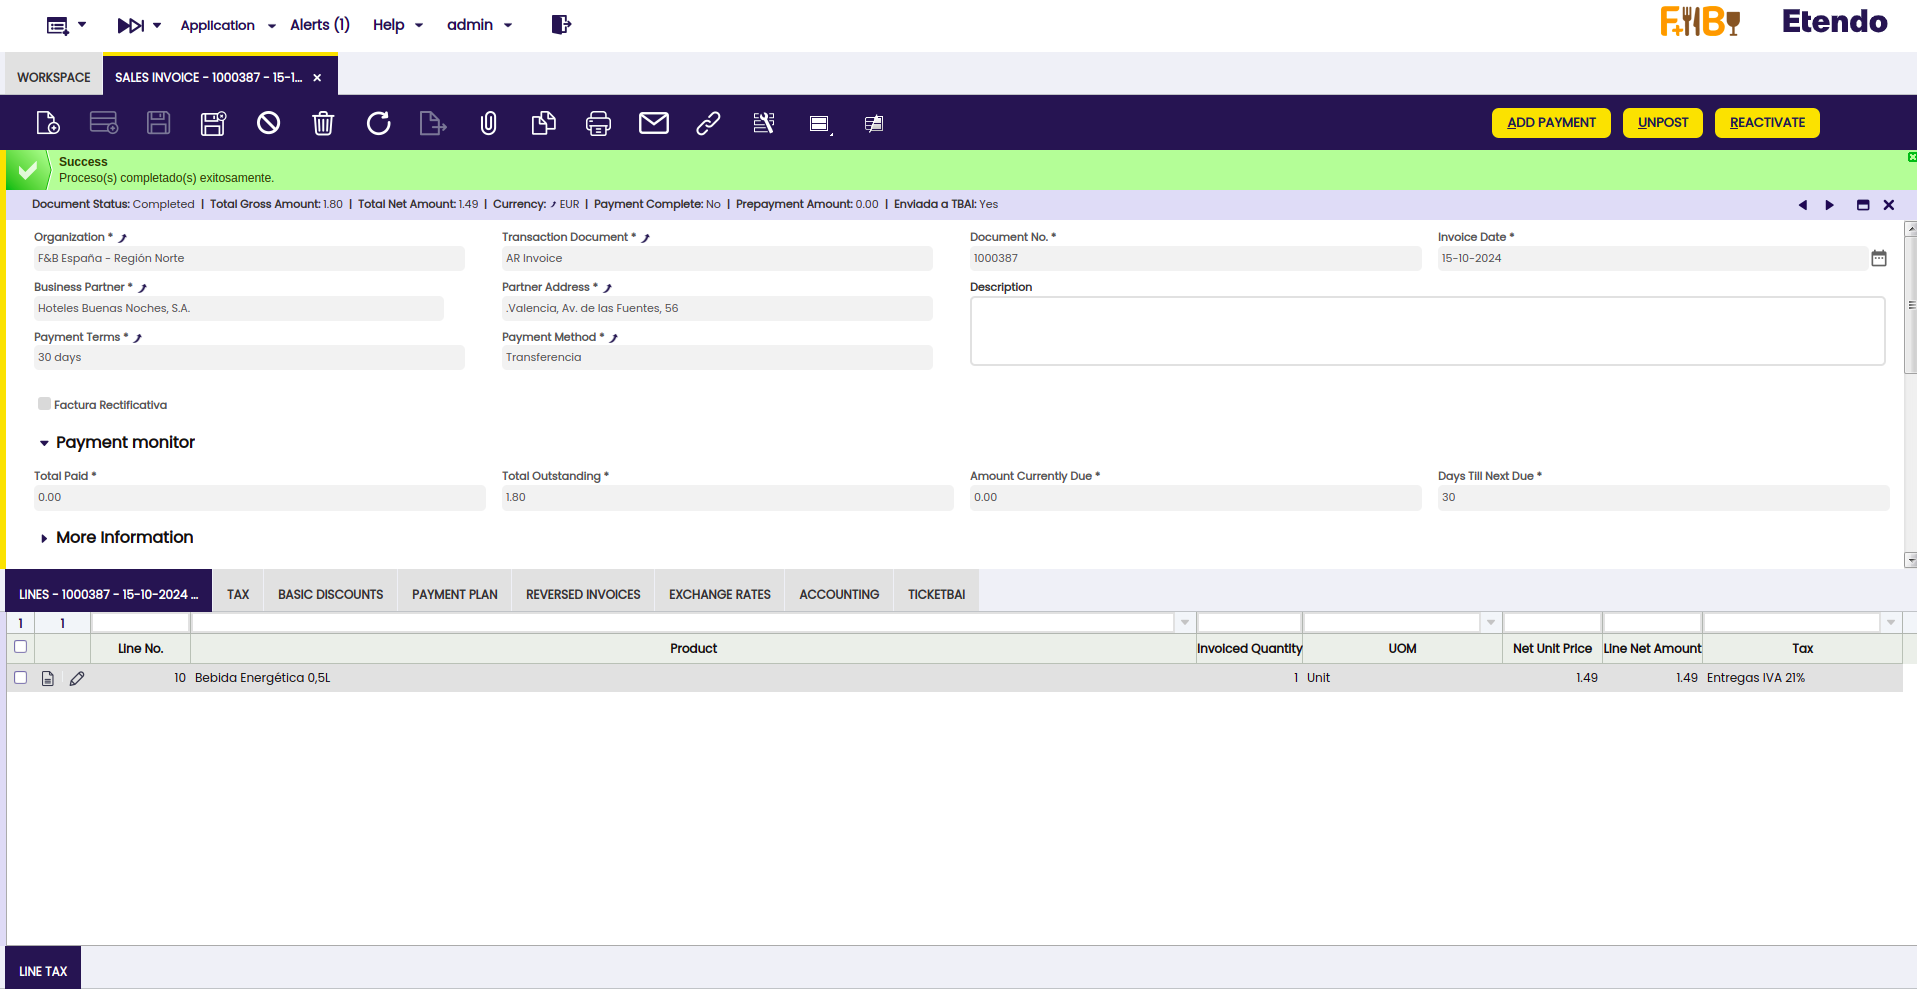 Application
Alerts (1)
Help
admin
F+B
Etendo
WORKSPACE
SALES INVOICE - 1000387 - 15-1...
ADD PAYMENT
UNPOST
REACTIVATE
Success
Proceso(s) completado(s) exitosamente.
Document Status: Completed | Total Gross Amount: 1.80 | Total Net Amount: 1.49 | Currency: EUR | Payment Complete: No | Prepayment Amount: 0.00 | Enviada a TBAI: Yes
Organization *
Transaction Document *
Document No. *
Invoice Date *
F&B España - Región Norte
AR Invoice
1000387
15-10-2024
Business Partner *
Partner Address *
Description
Hoteles Buenas Noches, S.A.
.Valencia, Av. de las Fuentes, 56
Payment Terms *
Payment Method *
30 days
Transferencia
Factura Rectificativa
Payment monitor
Total Paid *
Total Outstanding *
Amount Currently Due *
Days Till Next Due *
0.00
1.80
0.00
30
More Information
LINES - 1000387 - 15-10-2024 ...
TAX
BASIC DISCOUNTS
PAYMENT PLAN
REVERSED INVOICES
EXCHANGE RATES
ACCOUNTING
TICKETBAI
1
1
Line No.
Product
Invoiced Quantity
UOM
Net Unit Price
Line Net Amount
Tax
10
Bebida Energética 0,5L
1
Unit
1.49
1.49
Entregas IVA 21%
LINE TAX